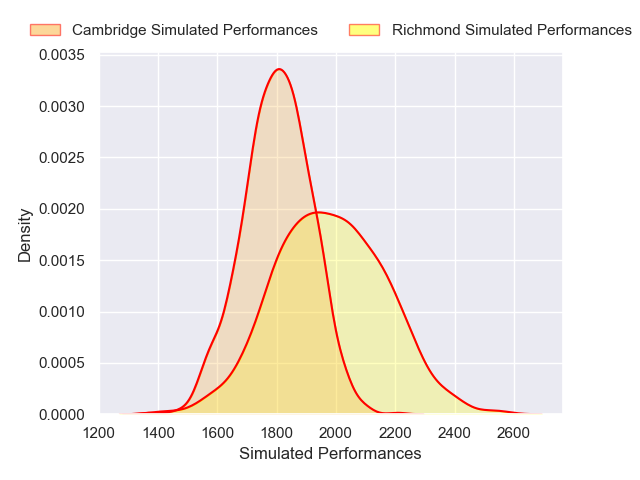 Cambridge Simulated Performances Richmond Simulated Performances
0.0035
0.0030
0.0025
0.0020
0.0015
0.0010
0.0005
0.0000
Density
1200 1400 1600 1800 2000 2200 2400 2600
Simulated Performances